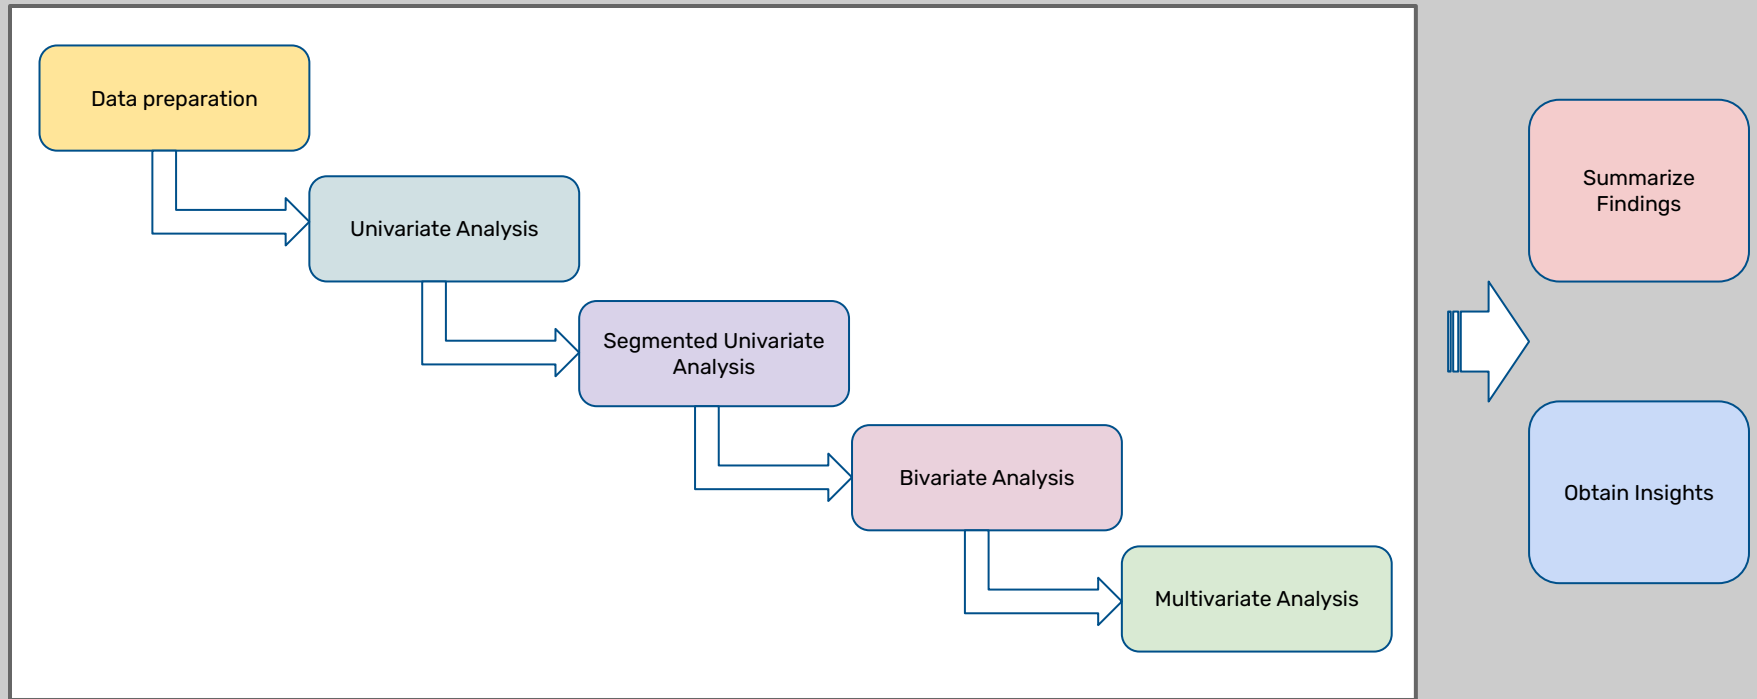 Data preparation
Univariate Analysis
Segmented Univariate
Analysis
Bivariate Analysis
Multivariate Analysis
Summarize
Findings
Obtain Insights